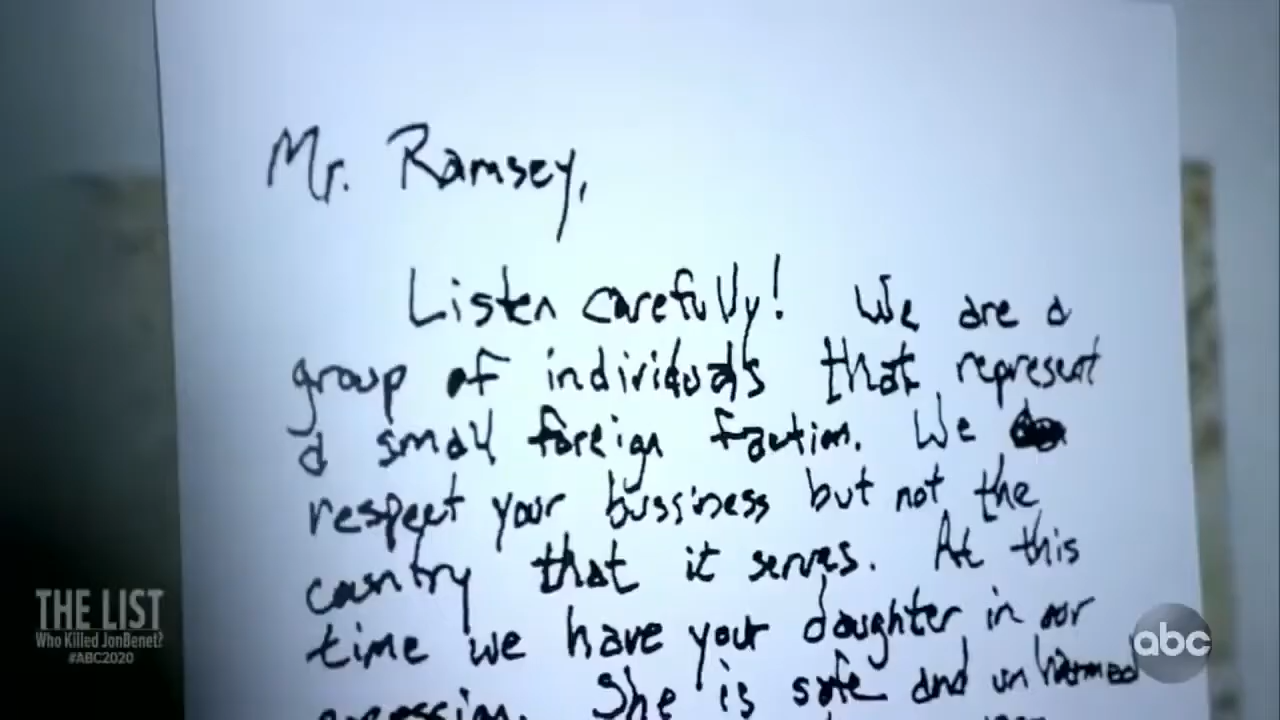 Mr. Ramsey,
Listen carefully! We are a
group of individuals that represent
a small foreign faction. We
respect your bussiness but not the
country that it serves. At this
time we have your daughter in our
She is safe and unharmed
THE LIST
Who Killed JonBenet?
#ABC2020
abc